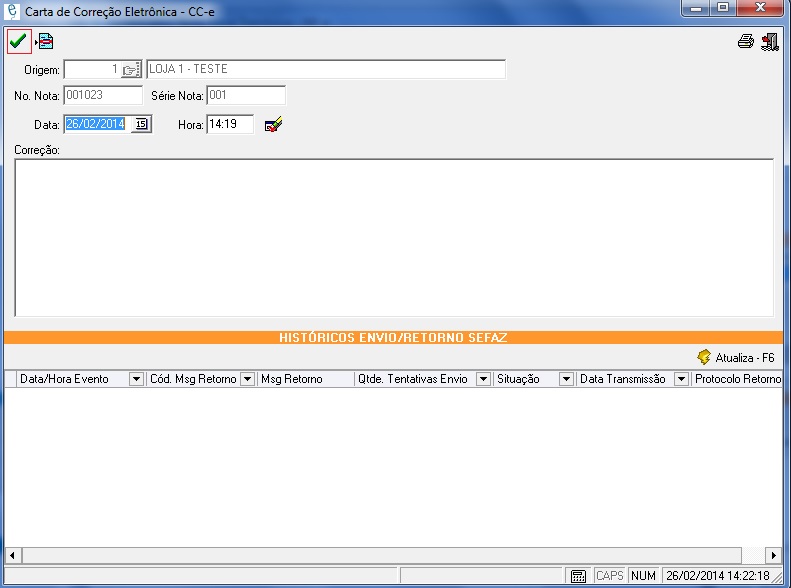 Carta de Correção Eletrônica - CC-e
Origem: 1 LOJA 1 - TESTE
No. Nota: 001023 Série Nota: 001
Data: 26/02/2014 15 Hora: 14:19
Correção:
HISTÓRICOS ENVIO/RETORNO SEFAZ
Atualiza - F6
Data/Hora Evento Cód. Msg Retorno Msg Retorno Qtde. Tentativas Envio Situação Data Transmissão Protocolo Retorno
CAPS NUM 26/02/2014 14:22:18